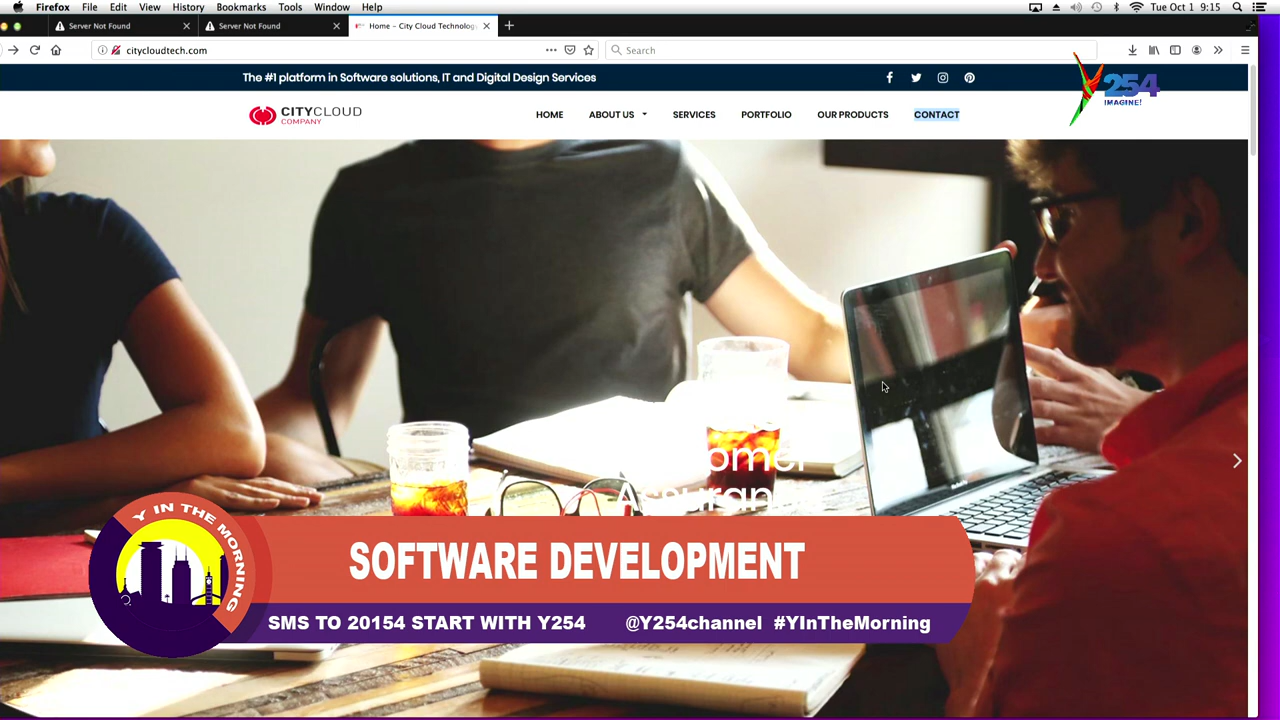 Firefox File Edit View History Bookmarks Tools Window Help Tue Oct 1 9:15
Server Not Found Server Not Found Home – City Cloud Technology
citycloudtech.com Search
The #1 platform in Software solutions, IT and Digital Design Services
254
IMAGINE!
CITYCLOUD
COMPANY
HOME ABOUT US SERVICES PORTFOLIO OUR PRODUCTS CONTACT
Y IN THE MORNING
SOFTWARE DEVELOPMENT
SMS TO 20154 START WITH Y254 @Y254channel #YInTheMorning